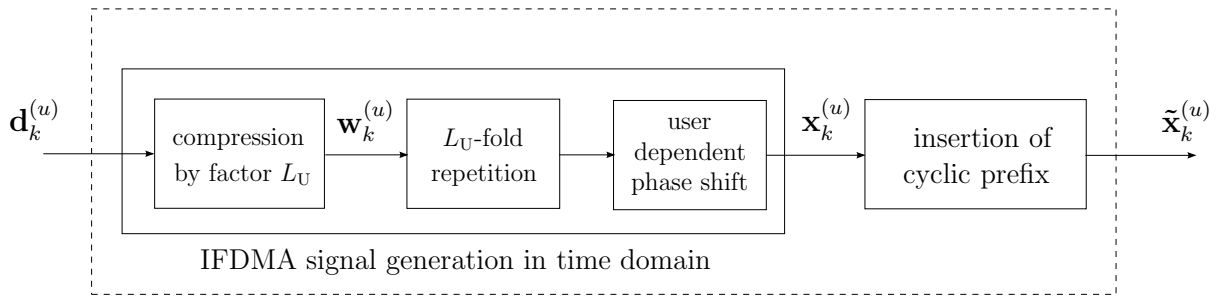 d_k^{(u)}
compression
by factor L_U
w_k^{(u)}
L_U-fold
repetition
user
dependent
phase shift
x_k^{(u)}
insertion of
cyclic prefix
x̃_k^{(u)}
IFDMA signal generation in time domain